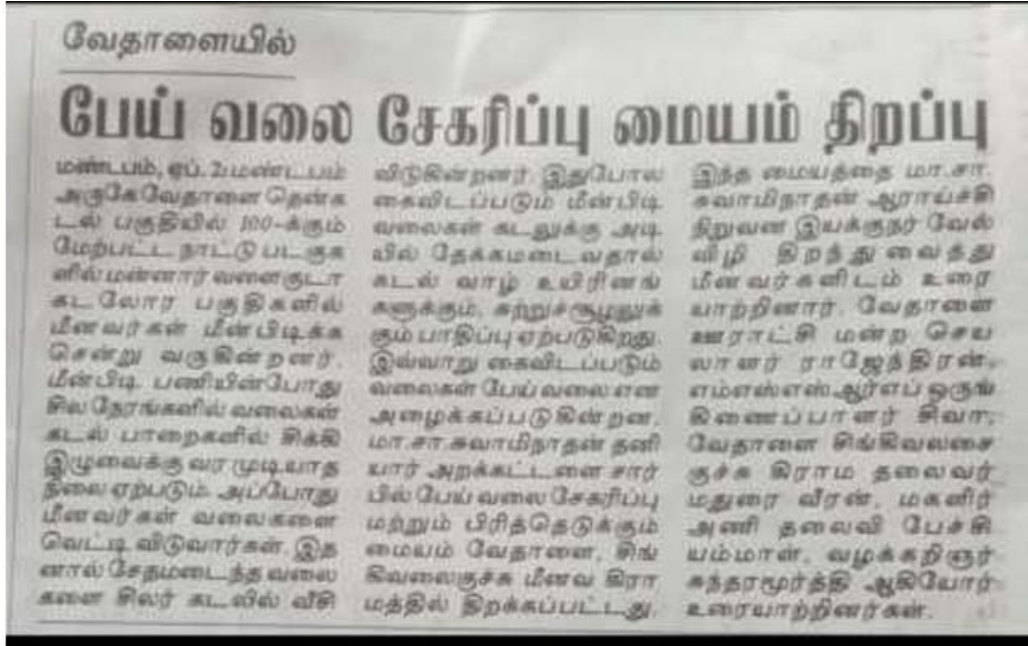 வேதாளையில்
பேய் வலை சேகரிப்பு மையம் திறப்பு
மண்டபம், ஏப். 2: மண்டபம்
அருகே வேதாளை தென்க
டல் பகுதியில் 100-க்கும்
மேற்பட்ட நாட்டு படகுக
ளில் மன்னார் வளைகுடா
கடலோர பகுதிகளில்
மீனவர்கள் மீன்பிடிக்க
சென்று வருகின்றனர்.
மீன்பிடி பணியின்போது
சில நேரங்களில் வலைகள்
கடல் பாறைகளில் சிக்கி
இழுவைக்கு வர முடியாத
நிலை ஏற்படும். அப்போது
மீனவர்கள் வலைகளை
வெட்டி விடுவார்கள். இத
னால் சேதமடைந்த வலை
களை சிலர் கடலில் வீசி
விடுகின்றனர். இதுபோல
கைவிடப்படும் மீன்பிடி
வலைகள் கடலுக்கு அடி
யில் தேக்கமடைவதால்
கடல் வாழ் உயிரினங்
களுக்கும், சுற்றுச்சூழலுக்
கும் பாதிப்பு ஏற்படுகிறது.
இவ்வாறு கைவிடப்படும்
வலைகள் பேய் வலை என
அழைக்கப்படுகின்றன.
மா.சா.சுவாமிநாதன் தனி
யார் அறக்கட்டளை சார்
பில் பேய் வலை சேகரிப்பு
மற்றும் பிரித்தெடுக்கும்
மையம் வேதாளை, சிங்
கிவலைகுச்சு மீனவ கிரா
மத்தில் திறக்கப்பட்டது.
இந்த மையத்தை மா.சா.
சுவாமிநாதன் ஆராய்ச்சி
நிறுவன இயக்குநர் வேல்
விழி திறந்து வைத்து
மீனவர்களிடம் உரை
யாற்றினார். வேதாளை
ஊராட்சி மன்ற செய
லாளர் ராஜேந்திரன்,
எம்எஸ்எஸ்ஆர்எப் ஒருங்
கிணைப்பாளர் சிவா,
வேதாளை சிங்கிவலசை
குச்சு கிராம தலைவர்
மதுரை வீரன், மகளிர்
அணி தலைவி பேச்சி
யம்மாள், வழக்கறிஞர்
சுந்தரமூர்த்தி ஆகியோர்
உரையாற்றினர்கள்.